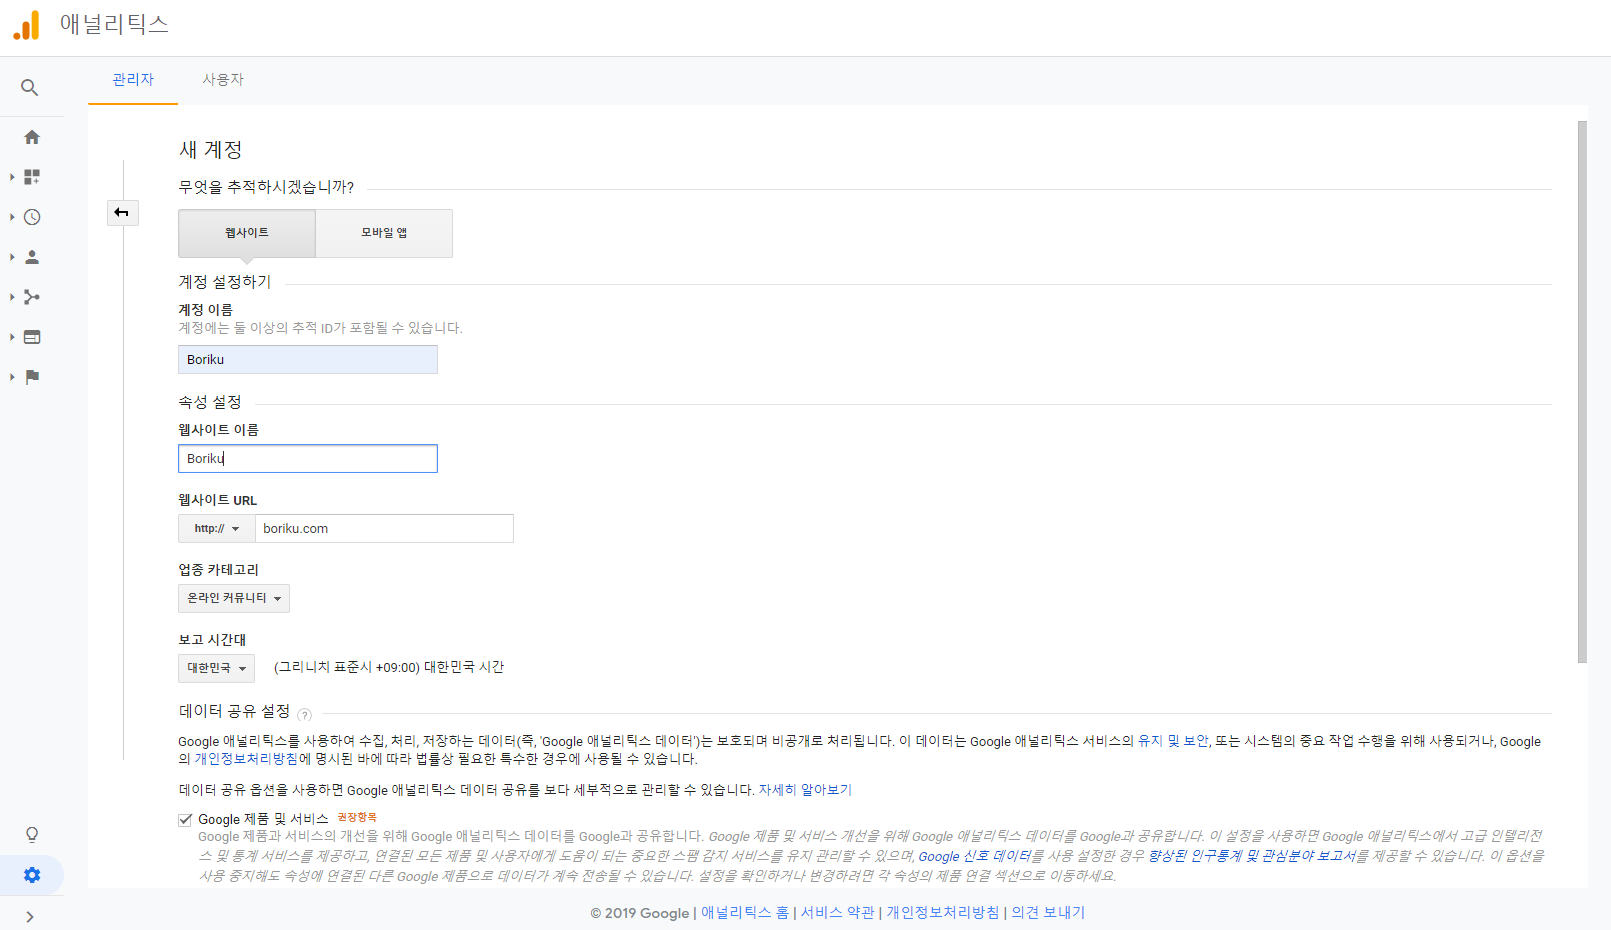 애널리틱스
관리자 사용자
새 계정
무엇을 추적하시겠습니까?
웹사이트 모바일 앱
계정 설정하기
계정 이름
계정에는 둘 이상의 추적 ID가 포함될 수 있습니다.
Boriku
속성 설정
웹사이트 이름
Boriku
웹사이트 URL
http:// boriku.com
업종 카테고리
온라인 커뮤니티
보고 시간대
대한민국 (그리니치 표준시 +09:00) 대한민국 시간
데이터 공유 설정 ?
Google 애널리틱스를 사용하여 수집, 처리, 저장하는 데이터(즉, 'Google 애널리틱스 데이터')는 보호되며 비공개로 처리됩니다. 이 데이터는 Google 애널리틱스 서비스의 유지 및 보안, 또는 시스템의 중요 작업 수행을 위해 사용되거나, Google
의 개인정보처리방침에 명시된 바에 따라 법률상 필요한 특수한 경우에 사용될 수 있습니다.
데이터 공유 옵션을 사용하면 Google 애널리틱스 데이터 공유를 보다 세부적으로 관리할 수 있습니다. 자세히 알아보기
Google 제품 및 서비스 권장항목
Google 제품과 서비스의 개선을 위해 Google 애널리틱스 데이터를 Google과 공유합니다. Google 제품 및 서비스 개선을 위해 Google 애널리틱스 데이터를 Google과 공유합니다. 이 설정을 사용하면 Google 애널리틱스에서 고급 인텔리전
스 및 통계 서비스를 제공하고, 연결된 모든 제품 및 사용자에게 도움이 되는 중요한 스팸 감지 서비스를 유지 관리할 수 있으며, Google 신호 데이터를 사용 설정한 경우 향상된 인구통계 및 관심분야 보고서를 제공할 수 있습니다. 이 옵션을
사용 중지해도 속성에 연결된 다른 Google 제품으로 데이터가 계속 전송될 수 있습니다. 설정을 확인하거나 변경하려면 각 속성의 제품 연결 섹션으로 이동하세요.
© 2019 Google | 애널리틱스 홈 | 서비스 약관 | 개인정보처리방침 | 의견 보내기